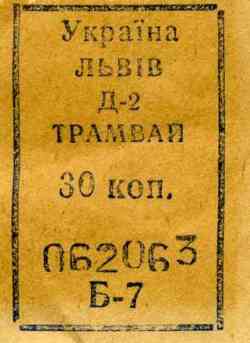 Україна
ЛЬВІВ
Д-2
ТРАМВАЙ
30 коп.
062063
Б-7